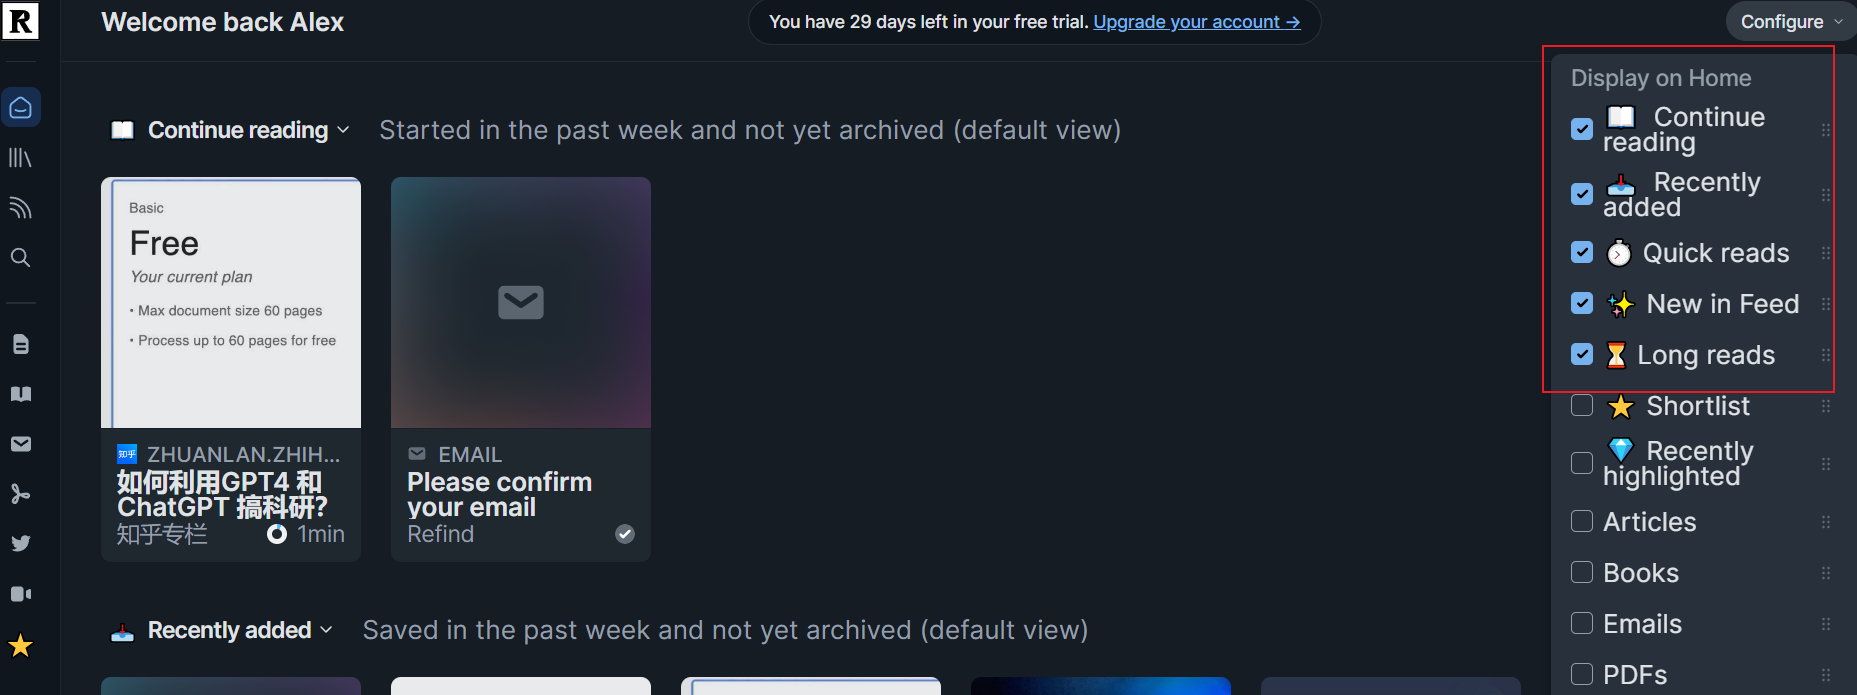 R
Welcome back Alex
You have 29 days left in your free trial. Upgrade your account →
Configure
Continue reading
Started in the past week and not yet archived (default view)
Basic
Free
Your current plan
• Max document size 60 pages
• Process up to 60 pages for free
知乎
ZHUANLAN.ZHIH...
如何利用GPT4 和
ChatGPT 搞科研?
知乎专栏
1min
EMAIL
Please confirm
your email
Refind
Recently added
Saved in the past week and not yet archived (default view)
Display on Home
Continue
reading
Recently
added
Quick reads
New in Feed
Long reads
Shortlist
Recently
highlighted
Articles
Books
Emails
PDFs